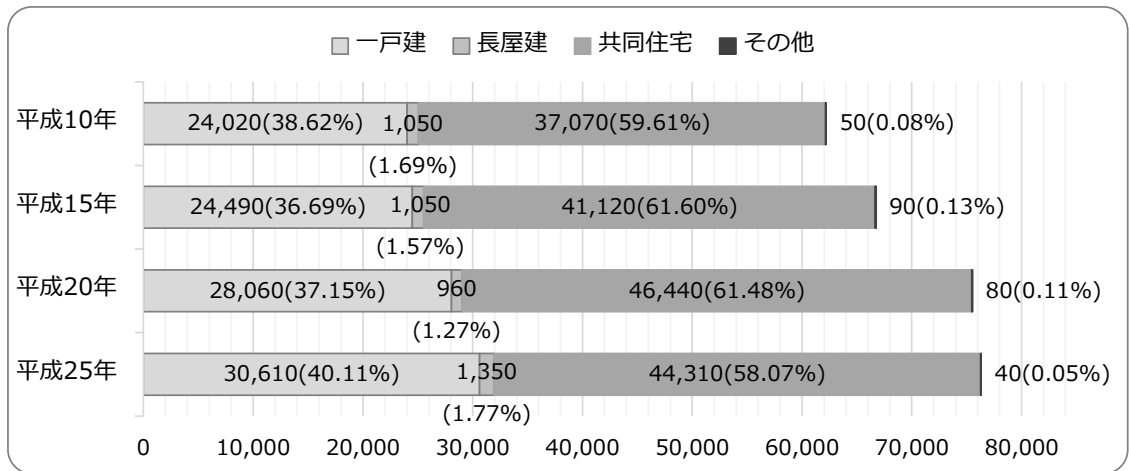 一戸建 長屋建 共同住宅 その他
平成10年 24,020(38.62%) 1,050 37,070(59.61%) 50(0.08%)
(1.69%)
平成15年 24,490(36.69%) 1,050 41,120(61.60%) 90(0.13%)
(1.57%)
平成20年 28,060(37.15%) 960 46,440(61.48%) 80(0.11%)
(1.27%)
平成25年 30,610(40.11%) 1,350 44,310(58.07%) 40(0.05%)
(1.77%)
0 10,000 20,000 30,000 40,000 50,000 60,000 70,000 80,000